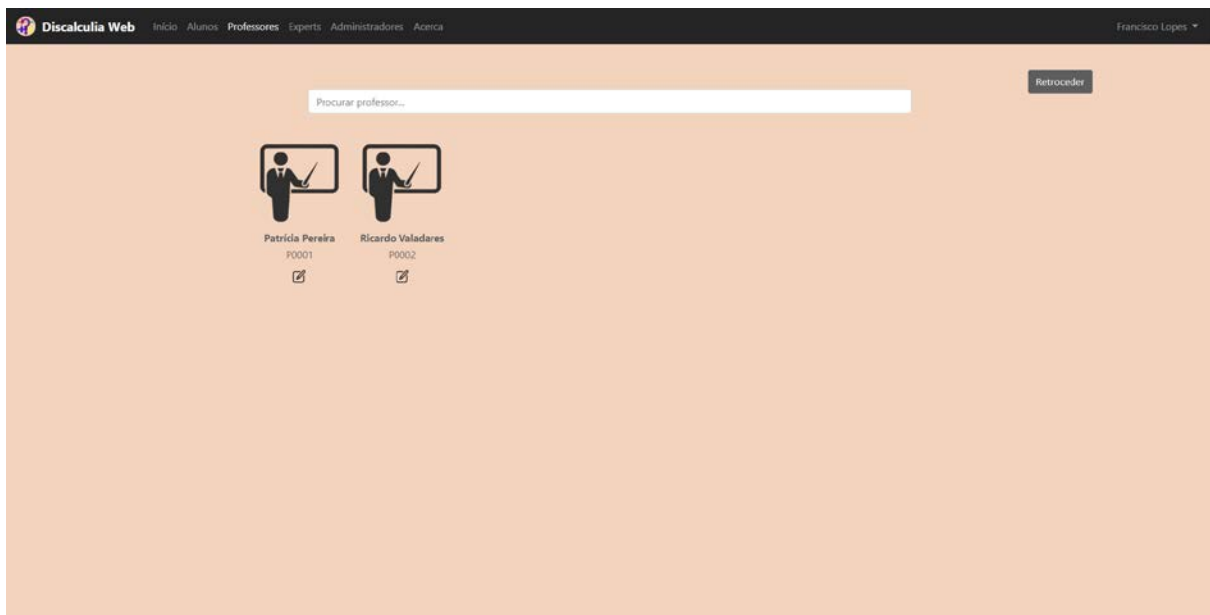 Discalculia Web Início Alunos Professores Experts Administradores Acerca Francisco Lopes
Retroceder
Procurar professor...
Patrícia Pereira Ricardo Valadares
P0001 P0002